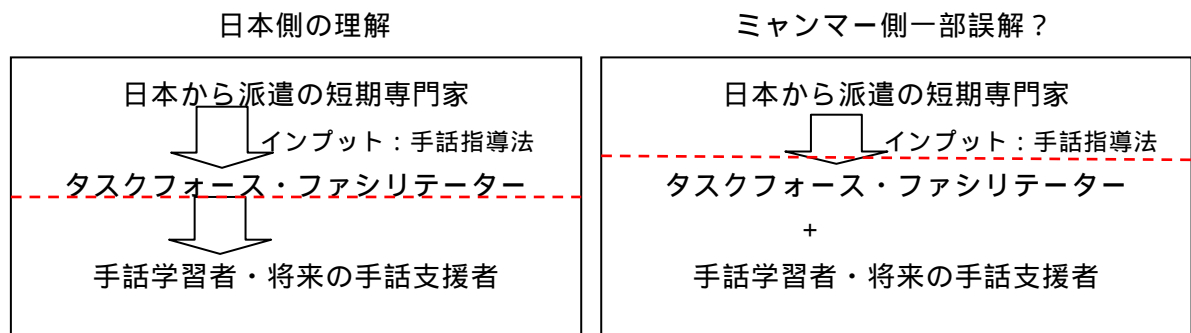 日本側の理解
日本から派遣の短期専門家
インプット：手話指導法
タスクフォース・ファシリテーター
手話学習者・将来の手話支援者
ミャンマー側一部誤解？
日本から派遣の短期専門家
インプット：手話指導法
タスクフォース・ファシリテーター
+
手話学習者・将来の手話支援者